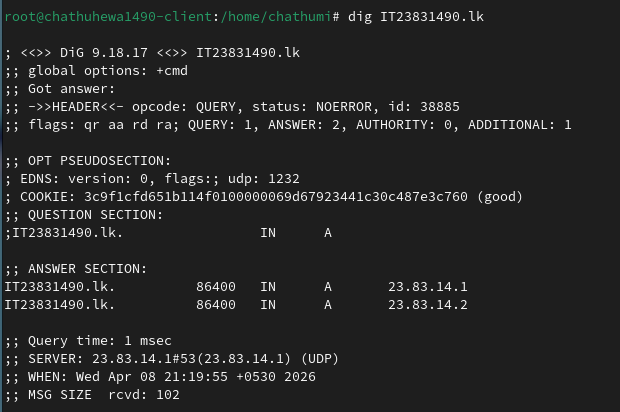 root@chathuhewa1490-client:/home/chathumi# dig IT23831490.lk
; <<>> DiG 9.18.17 <<>> IT23831490.lk
;; global options: +cmd
;; Got answer:
;; ->>HEADER<<- opcode: QUERY, status: NOERROR, id: 38885
;; flags: qr aa rd ra; QUERY: 1, ANSWER: 2, AUTHORITY: 0, ADDITIONAL: 1
;; OPT PSEUDOSECTION:
; EDNS: version: 0, flags:; udp: 1232
; COOKIE: 3c9f1cfd651b114f0100000069d67923441c30c487e3c760 (good)
;; QUESTION SECTION:
;IT23831490.lk. IN A
;; ANSWER SECTION:
IT23831490.lk. 86400 IN A 23.83.14.1
IT23831490.lk. 86400 IN A 23.83.14.2
;; Query time: 1 msec
;; SERVER: 23.83.14.1#53(23.83.14.1) (UDP)
;; WHEN: Wed Apr 08 21:19:55 +0530 2026
;; MSG SIZE rcvd: 102